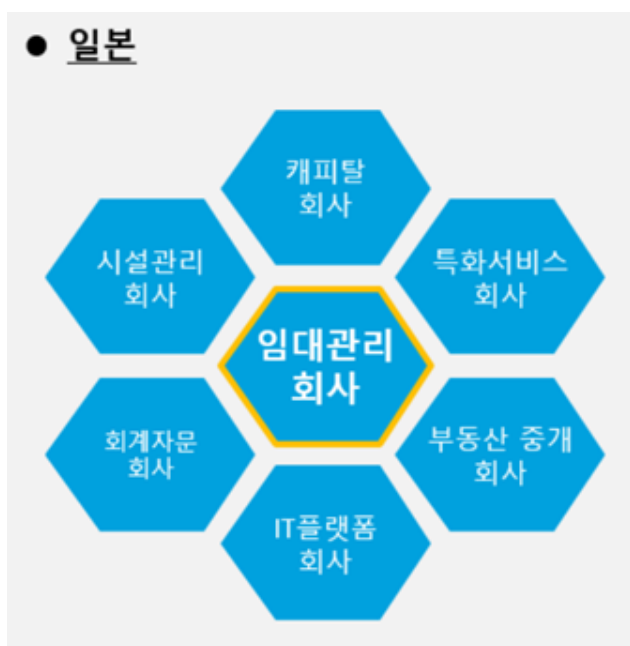 ● 일본
캐피탈
회사
시설관리
회사
특화서비스
회사
임대관리
회사
회계자문
회사
부동산 중개
회사
IT플랫폼
회사